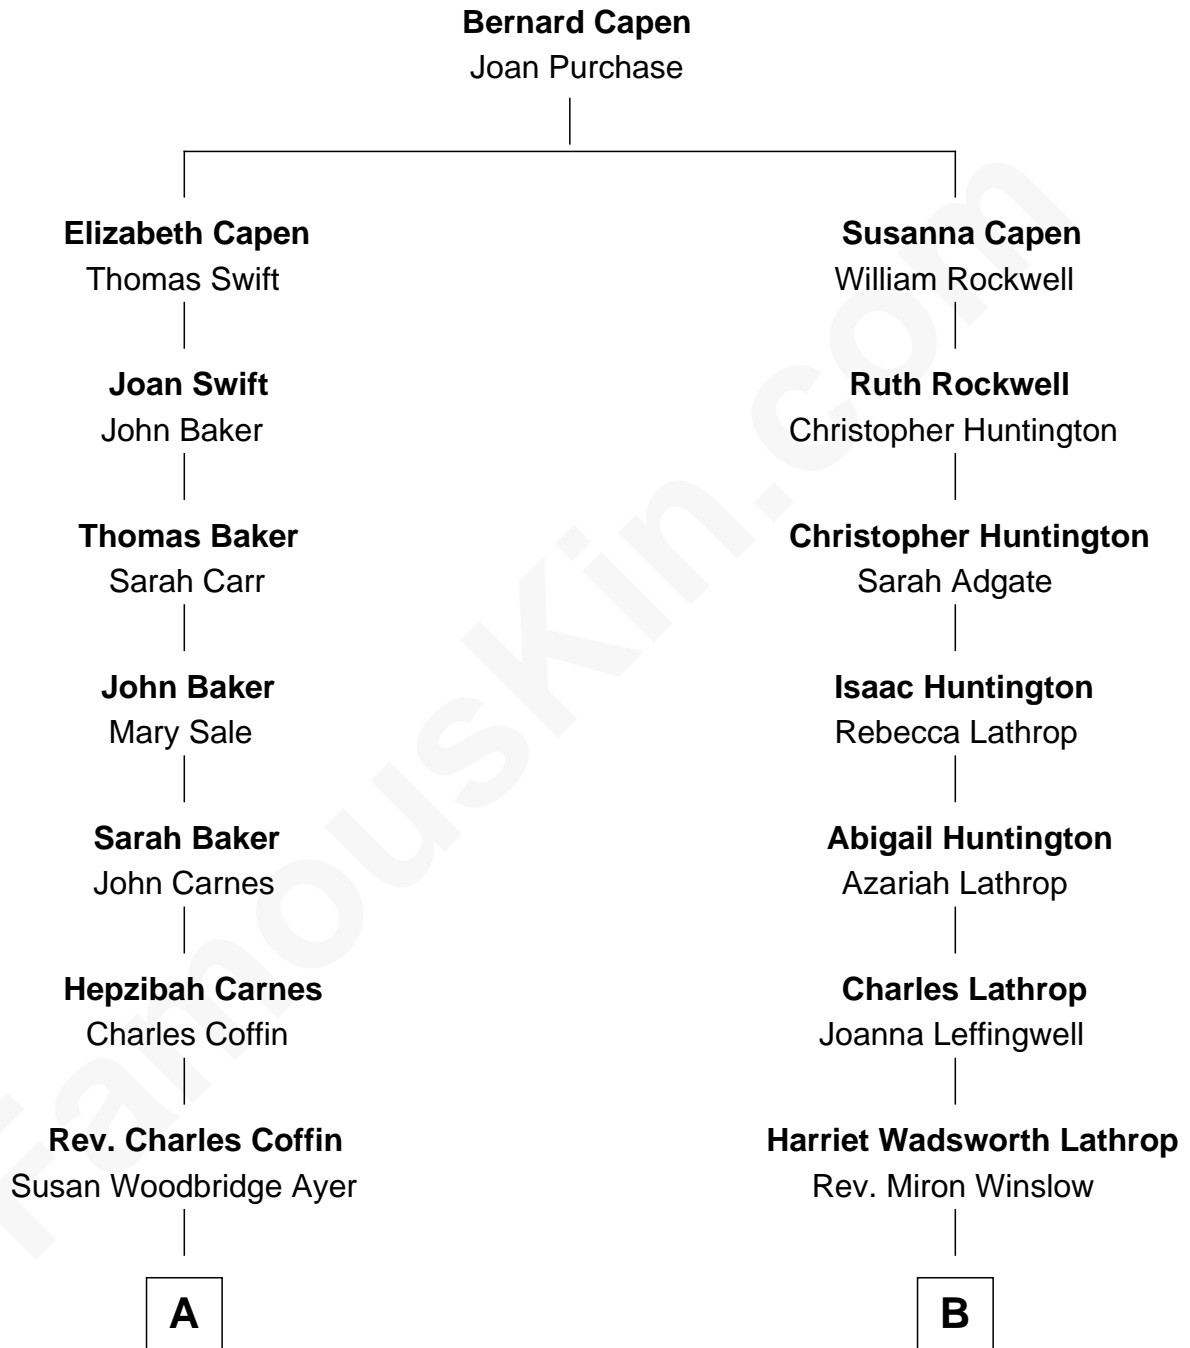 Bernard Capen
Joan Purchase
Elizabeth Capen
Thomas Swift
Susanna Capen
William Rockwell
Joan Swift
John Baker
Ruth Rockwell
Christopher Huntington
Thomas Baker
Sarah Carr
Christopher Huntington
Sarah Adgate
John Baker
Mary Sale
Isaac Huntington
Rebecca Lathrop
Sarah Baker
John Carnes
Abigail Huntington
Azariah Lathrop
Hepzibah Carnes
Charles Coffin
Charles Lathrop
Joanna Leffingwell
Rev. Charles Coffin
Susan Woodbridge Ayer
Harriet Wadsworth Lathrop
Rev. Miron Winslow
A
B
FamousKin.com